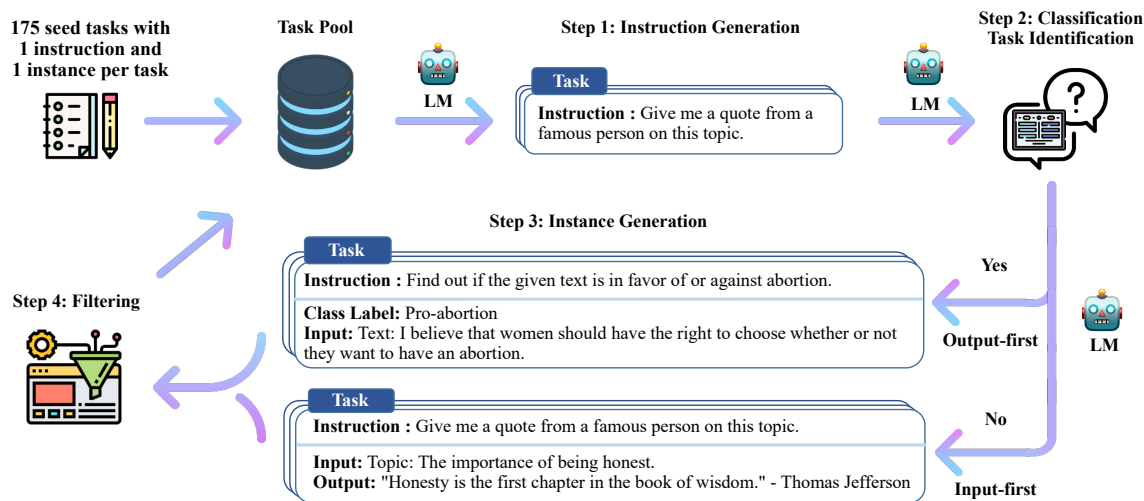 175 seed tasks with
1 instruction and
1 instance per task
Task Pool
LM
Step 1: Instruction Generation
Task
Instruction : Give me a quote from a
famous person on this topic.
LM
Step 2: Classification
Task Identification
?
Step 3: Instance Generation
Task
Instruction : Find out if the given text is in favor of or against abortion.
Class Label: Pro-abortion
Input: Text: I believe that women should have the right to choose whether or not
they want to have an abortion.
Yes
Output-first
LM
Task
Instruction : Give me a quote from a famous person on this topic.
Input: Topic: The importance of being honest.
Output: "Honesty is the first chapter in the book of wisdom." - Thomas Jefferson
No
Input-first
Step 4: Filtering